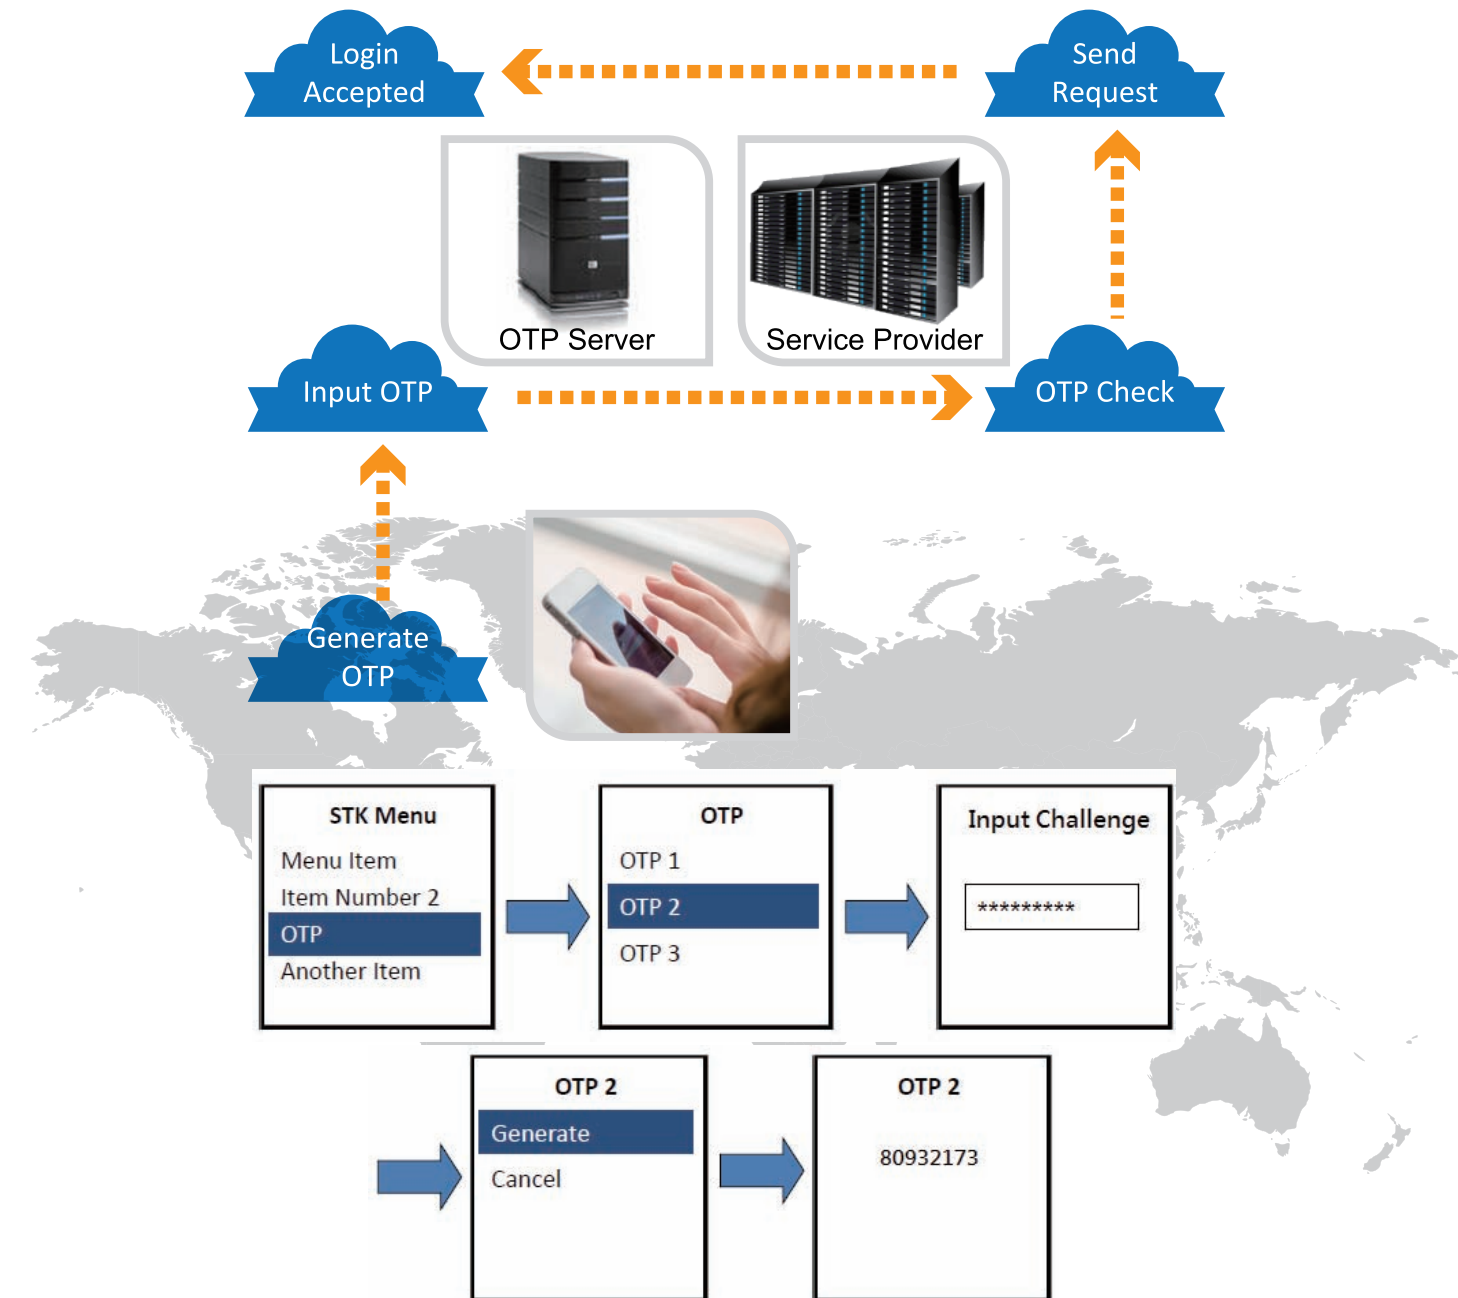 Login
Accepted
Send
Request
OTP Server
Service Provider
Input OTP
OTP Check
Generate
OTP
STK Menu
Menu Item
Item Number 2
OTP
Another Item
OTP
OTP 1
OTP 2
OTP 3
Input Challenge
*********
OTP 2
Generate
Cancel
OTP 2
80932173